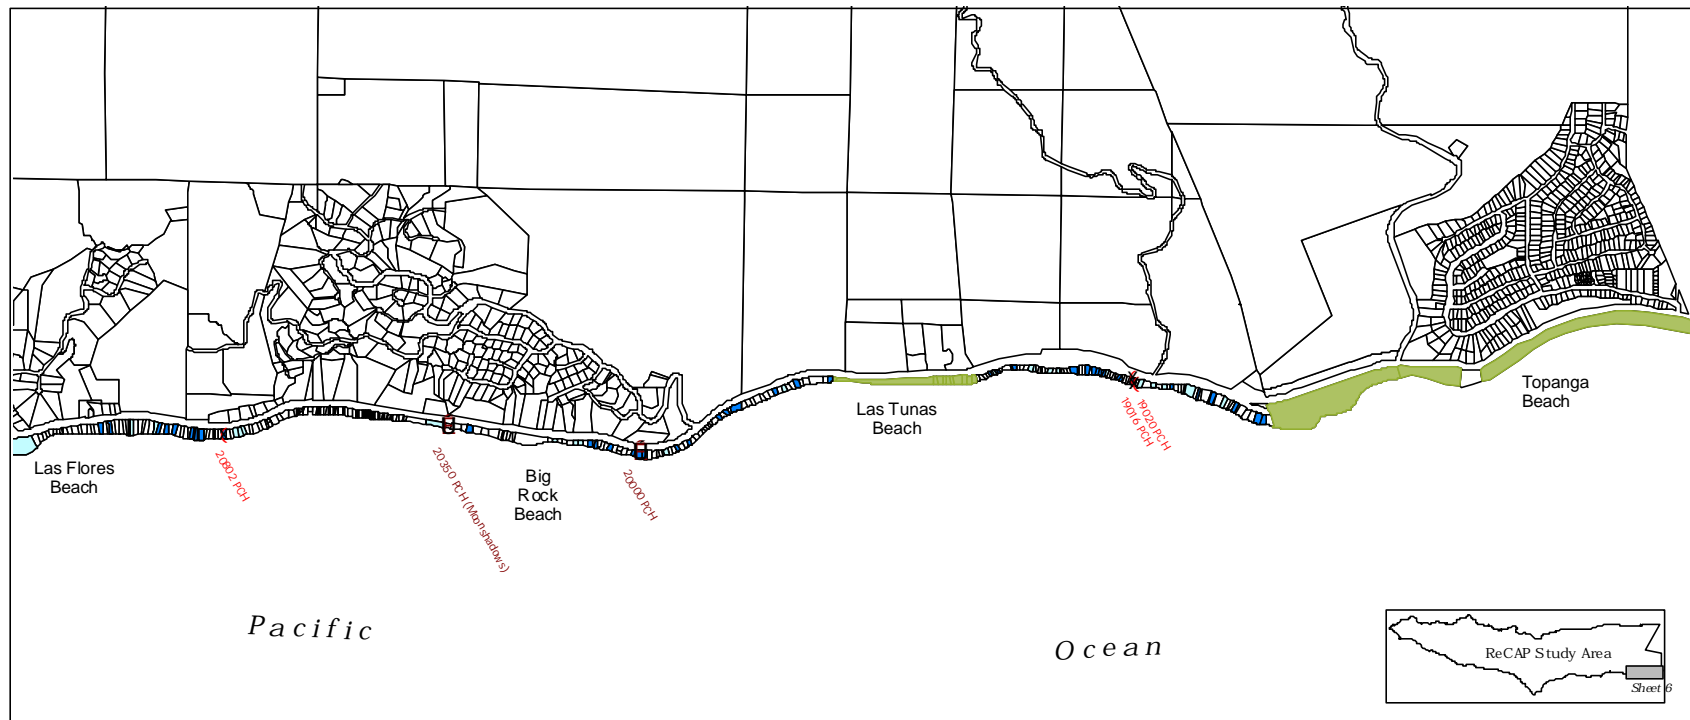 Las Flores
Beach
20802 PCH
20350 PCH (Moonshadows)
Big
Rock
Beach
20000 PCH
Las Tunas
Beach
19020 PCH
19016 PCH
Topanga
Beach
Pacific
Ocean
ReCAP Study Area
Sheet 6